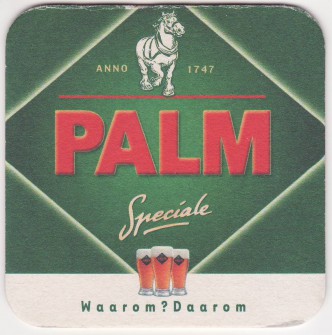 ANNO 1747
PALM
Speciale
Waarom? Daarom